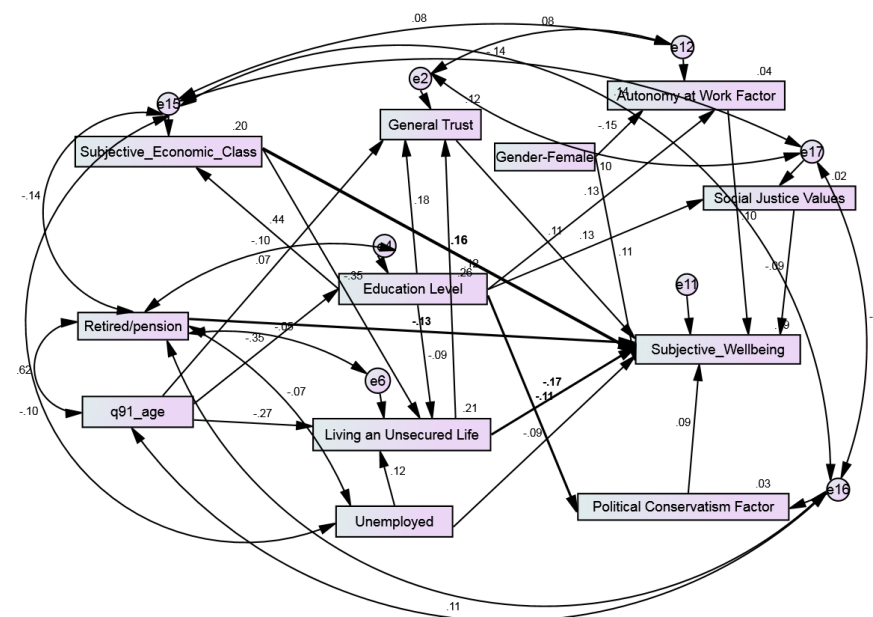 .08
.08
e12
-.14
.04
e2
.12
Autonomy at Work Factor
e15
.20
General Trust
-.15
e17
Subjective_Economic_Class
Gender-Female
.10
.02
-.14
.18
.13
Social Justice Values
.44
-.10
.07
.16
.11
.13
.11
.10
-.35
.26
-.09
Education Level
e11
Retired/pension
-.13
Subjective_Wellbeing
-.35
-.05
-.09
e6
.62
-.07
-.17
-.11
q91_age
-.10
-.27
.21
-.09
.09
Living an Unsecured Life
.12
.03
e16
Unemployed
Political Conservatism Factor
.11